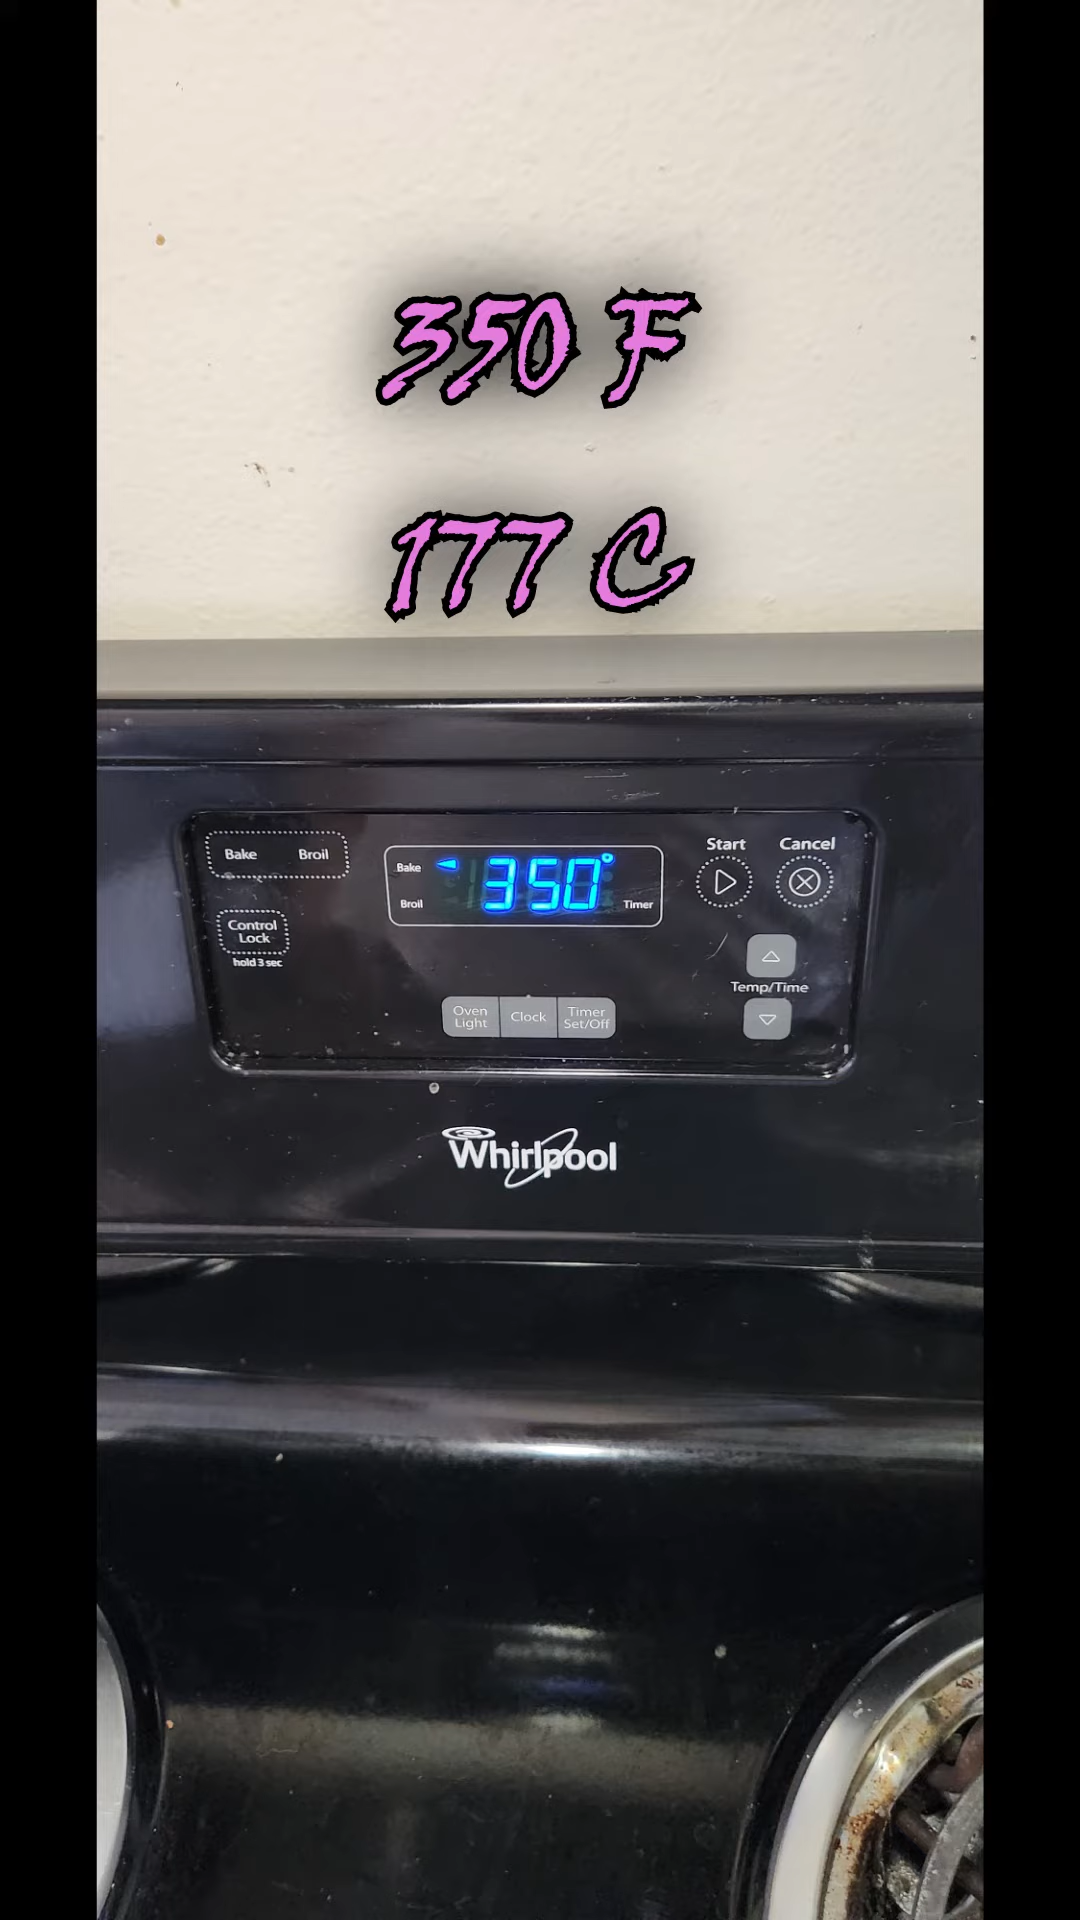 350 F
177 C
Bake Broil
Control
Lock
hold 3 sec
Bake 350°
Broil Timer
Start Cancel
Temp/Time
Oven
Light
Clock
Timer
Set/Off
Whirlpool